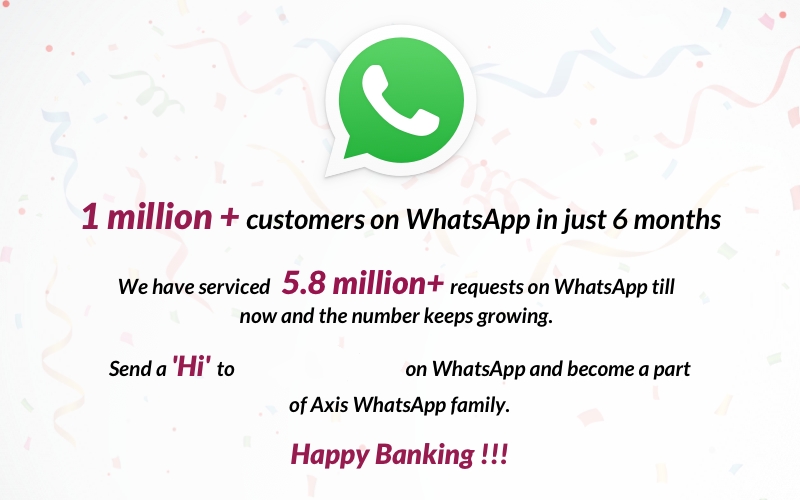 1 million + customers on WhatsApp in just 6 months
We have serviced 5.8 million+ requests on WhatsApp till
now and the number keeps growing.
Send a 'Hi' to on WhatsApp and become a part
of Axis WhatsApp family.
Happy Banking !!!